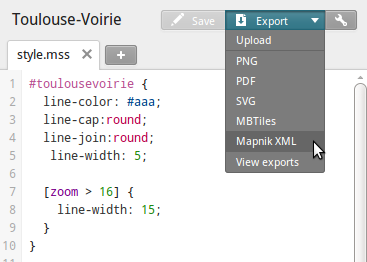 Toulouse-Voirie
Save
Export
Upload
PNG
PDF
SVG
MBTiles
Mapnik XML
View exports
style.mss
1 #toulousevoirie {
2 line-color: #aaa;
3 line-cap:round;
4 line-join:round;
5 line-width: 5;
6
7 [zoom > 16] {
8 line-width: 15;
9 }
10 }